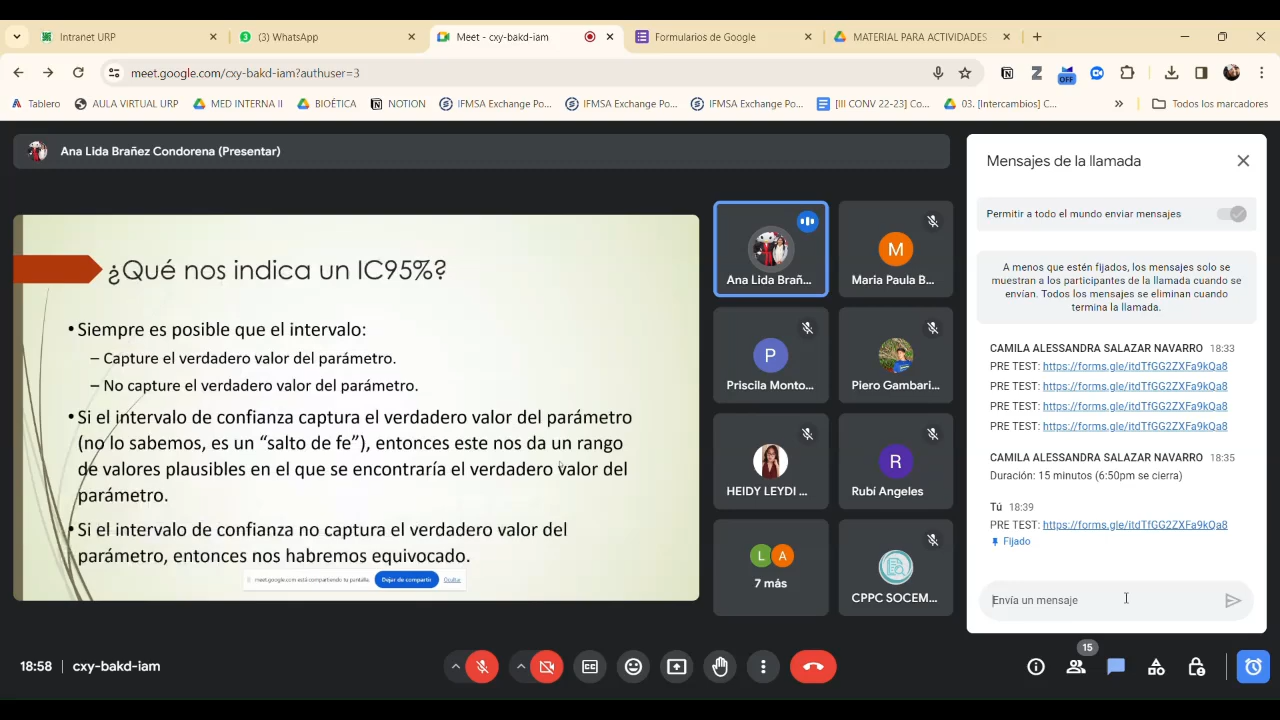 Intranet URP
(3) WhatsApp
Meet - cxy-bakd-iam
Formularios de Google
MATERIAL PARA ACTIVIDADES
meet.google.com/cxy-bakd-iam?authuser=3
OFF
Tablero
AULA VIRTUAL URP
MED INTERNA II
BIOÉTICA
NOTION
IFMSA Exchange Po...
IFMSA Exchange Po...
IFMSA Exchange Po...
[III CONV 22-23] Co...
03. [Intercambios] C...
»
Todos los marcadores
Ana Lida Brañez Condorena (Presentar)
¿Qué nos indica un IC95%?
• Siempre es posible que el intervalo:
– Capture el verdadero valor del parámetro.
– No capture el verdadero valor del parámetro.
• Si el intervalo de confianza captura el verdadero valor del parámetro
(no lo sabemos, es un “salto de fe”), entonces este nos da un rango
de valores plausibles en el que se encontraría el verdadero valor del
parámetro.
• Si el intervalo de confianza no captura el verdadero valor del
parámetro, entonces nos habremos equivocado.
meet.google.com está compartiendo tu pantalla.
Dejar de compartir
Ocultar
Ana Lida Brañ...
M
Maria Paula B...
P
Priscila Monto...
Piero Gambari...
HEIDY LEYDI ...
R
Rubí Angeles
L
A
7 más
CPPC SOCEM...
Mensajes de la llamada
Permitir a todo el mundo enviar mensajes
A menos que estén fijados, los mensajes solo se
muestran a los participantes de la llamada cuando se
envían. Todos los mensajes se eliminan cuando
termina la llamada.
CAMILA ALESSANDRA SALAZAR NAVARRO 18:33
PRE TEST: https://forms.gle/itdTfGG2ZXFa9kQa8
PRE TEST: https://forms.gle/itdTfGG2ZXFa9kQa8
PRE TEST: https://forms.gle/itdTfGG2ZXFa9kQa8
PRE TEST: https://forms.gle/itdTfGG2ZXFa9kQa8
CAMILA ALESSANDRA SALAZAR NAVARRO 18:35
Duración: 15 minutos (6:50pm se cierra)
Tú 18:39
PRE TEST: https://forms.gle/itdTfGG2ZXFa9kQa8
Fijado
Envía un mensaje
18:58 | cxy-bakd-iam
15